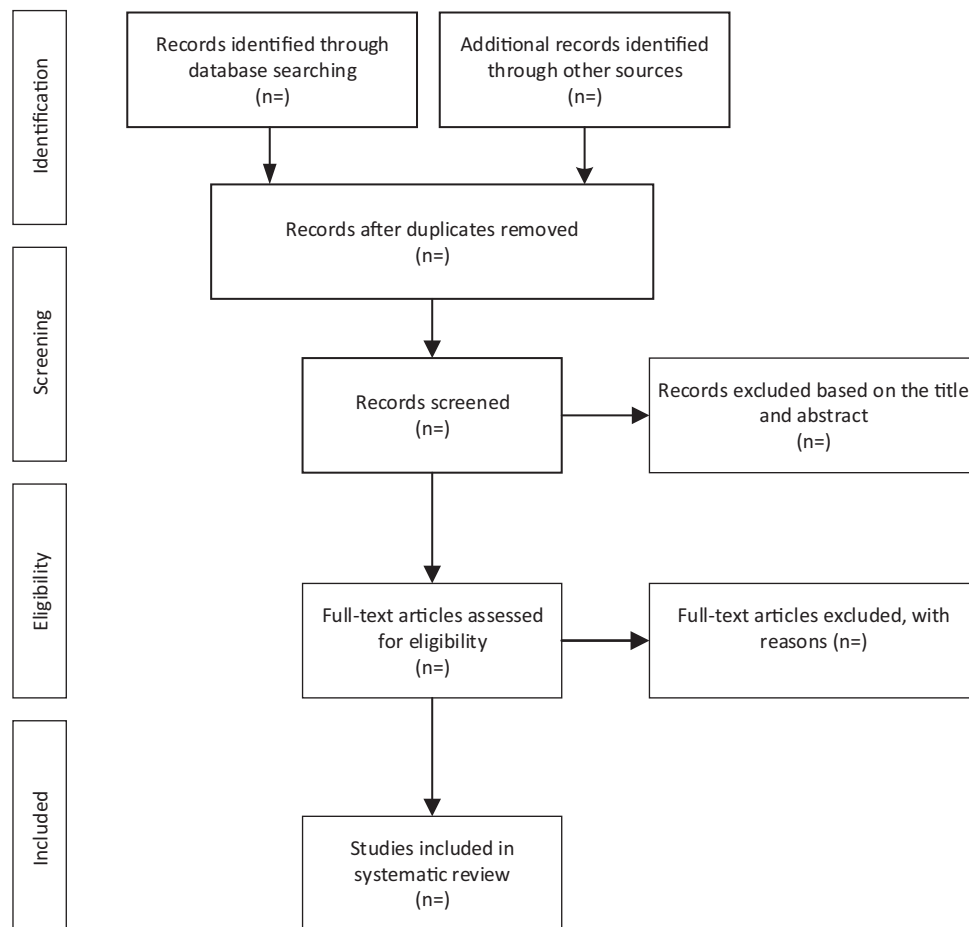 Identification
Records identified through
database searching
(n=)
Additional records identified
through other sources
(n=)
Records after duplicates removed
(n=)
Screening
Records screened
(n=)
Records excluded based on the title
and abstract
(n=)
Eligibility
Full-text articles assessed
for eligibility
(n=)
Full-text articles excluded, with
reasons (n=)
Included
Studies included in
systematic review
(n=)